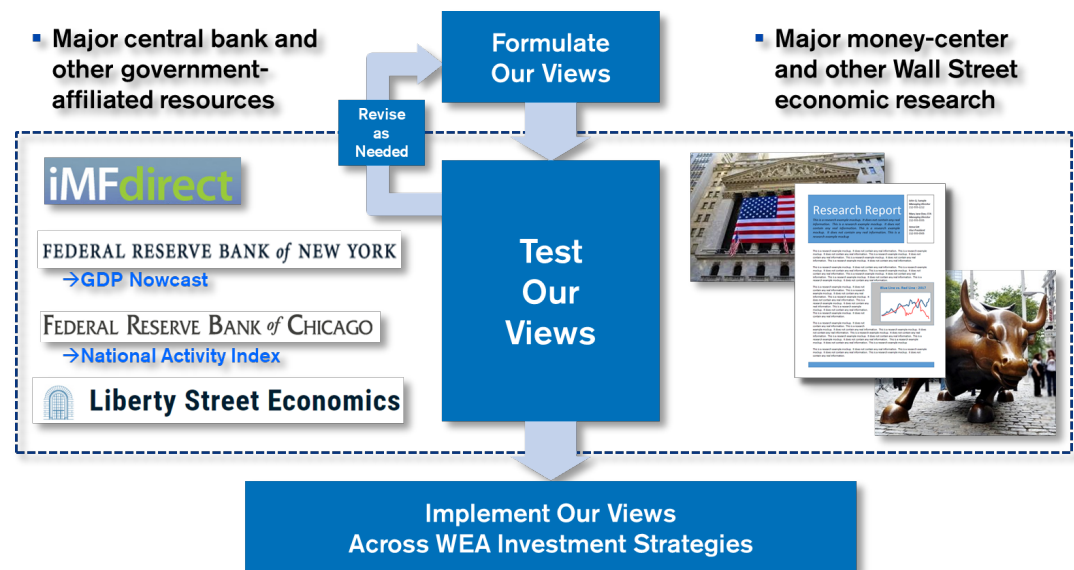 ▪ Major central bank and
other government-
affiliated resources
Formulate
Our Views
▪ Major money-center
and other Wall Street
economic research
Revise
as
Needed
iMFdirect
FEDERAL RESERVE BANK of NEW YORK
→GDP Nowcast
FEDERAL RESERVE BANK of CHICAGO
→National Activity Index
Liberty Street Economics
Test
Our
Views
Research Report
Implement Our Views
Across WEA Investment Strategies